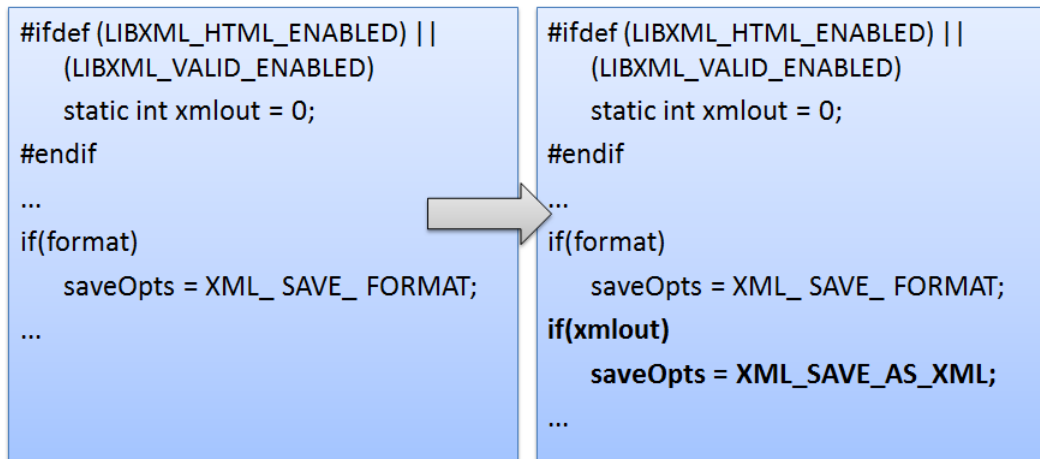 #ifdef (LIBXML_HTML_ENABLED) ||
(LIBXML_VALID_ENABLED)
static int xmlout = 0;
#endif
...
if(format)
saveOpts = XML_ SAVE_ FORMAT;
...
#ifdef (LIBXML_HTML_ENABLED) ||
(LIBXML_VALID_ENABLED)
static int xmlout = 0;
#endif
...
if(format)
saveOpts = XML_ SAVE_ FORMAT;
if(xmlout)
saveOpts = XML_SAVE_AS_XML;
...